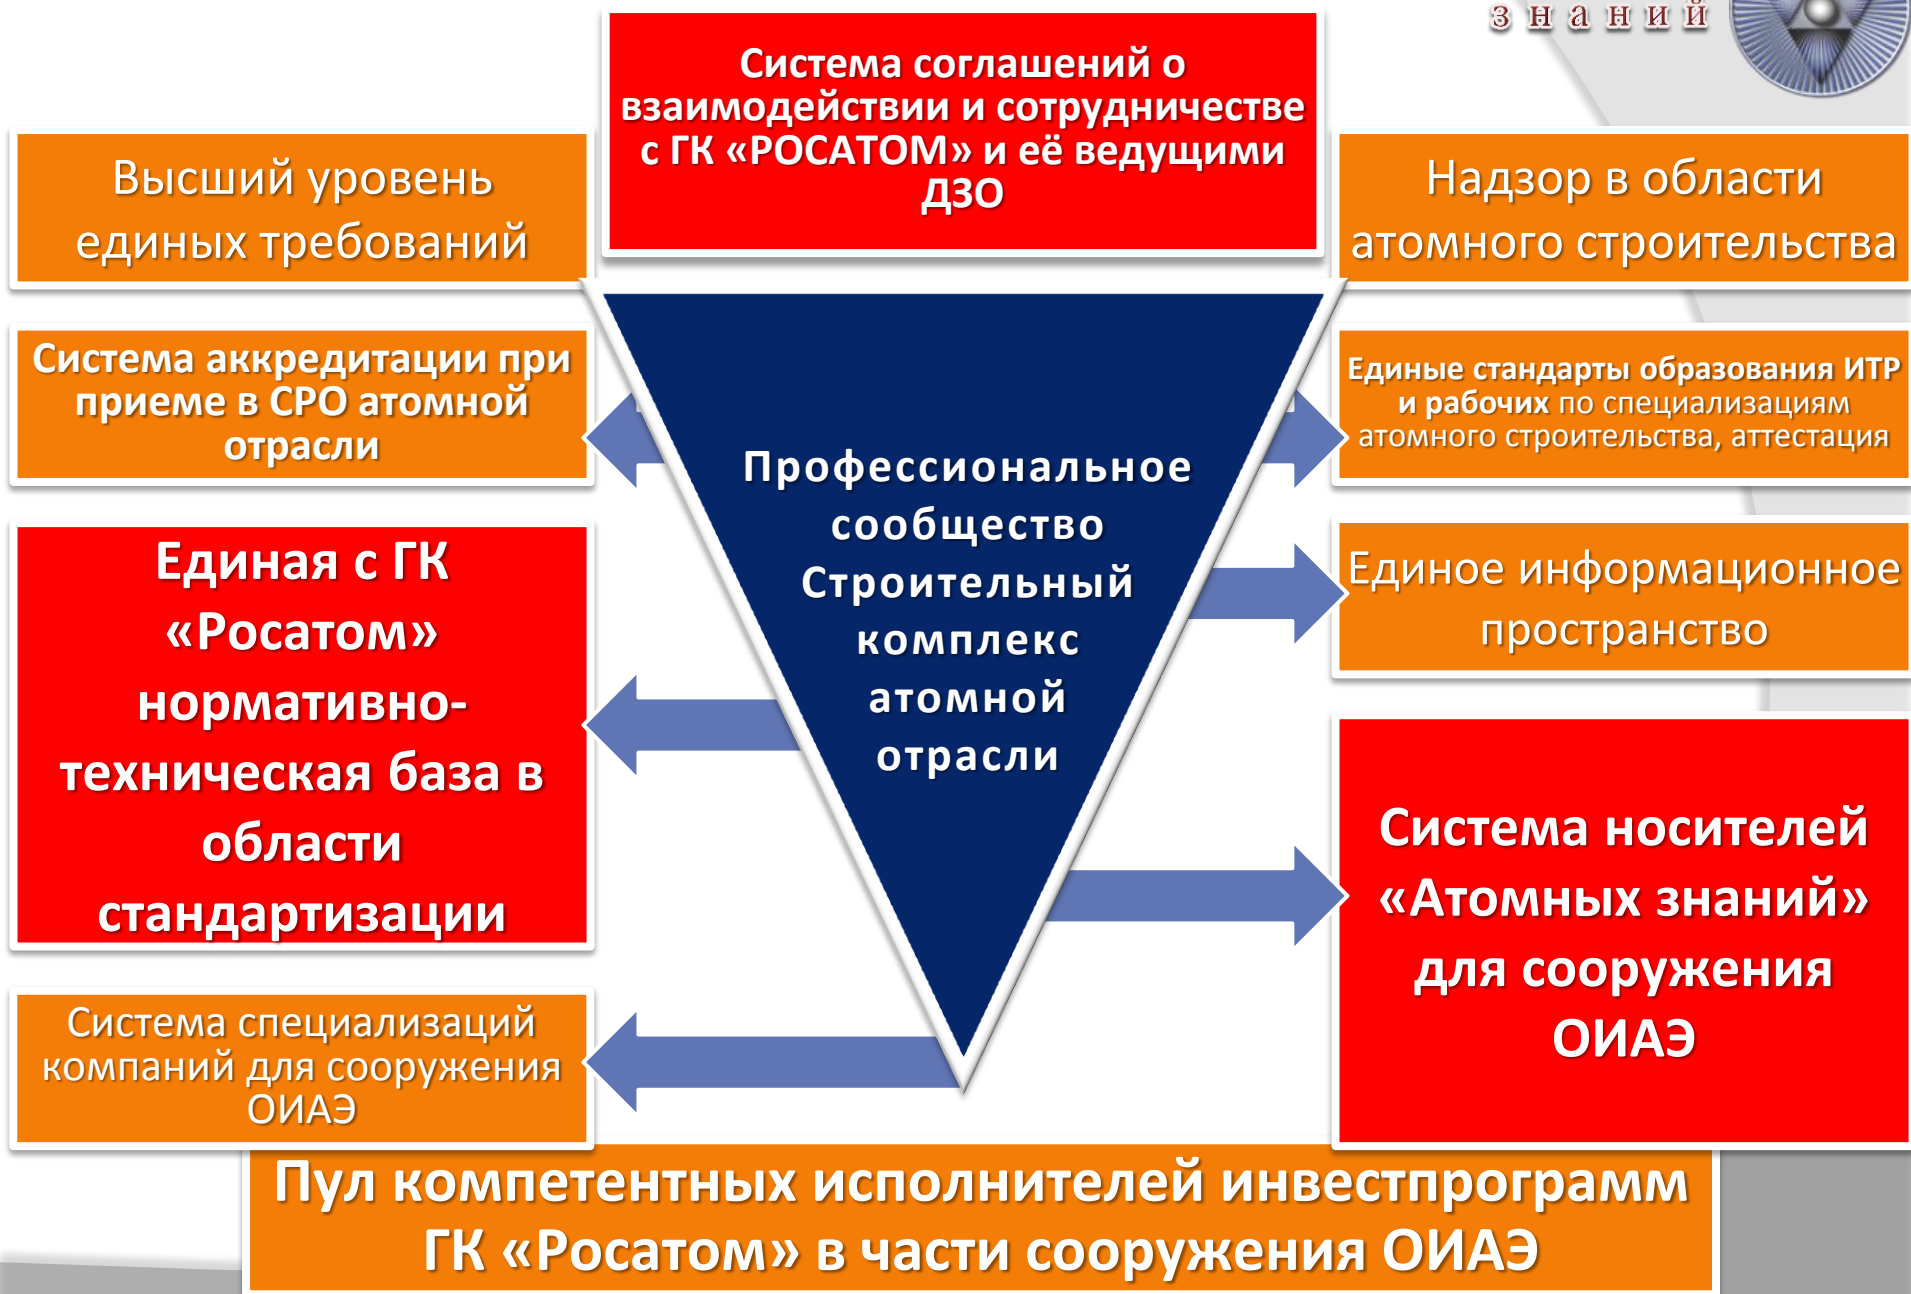 знаний
Система соглашений о
взаимодействии и сотрудничестве
с ГК «РОСАТОМ» и её ведущими
ДЗО
Высший уровень
единых требований
Надзор в области
атомного строительства
Система аккредитации при
приеме в СРО атомной
отрасли
Единые стандарты образования ИТР
и рабочих по специализациям
атомного строительства, аттестация
Профессиональное
сообщество
Строительный
комплекс
атомной
отрасли
Единая с ГК
«Росатом»
нормативно-
техническая база в
области
стандартизации
Единое информационное
пространство
Система носителей
«Атомных знаний»
для сооружения
ОИАЭ
Система специализаций
компаний для сооружения
ОИАЭ
Пул компетентных исполнителей инвестпрограмм
ГК «Росатом» в части сооружения ОИАЭ